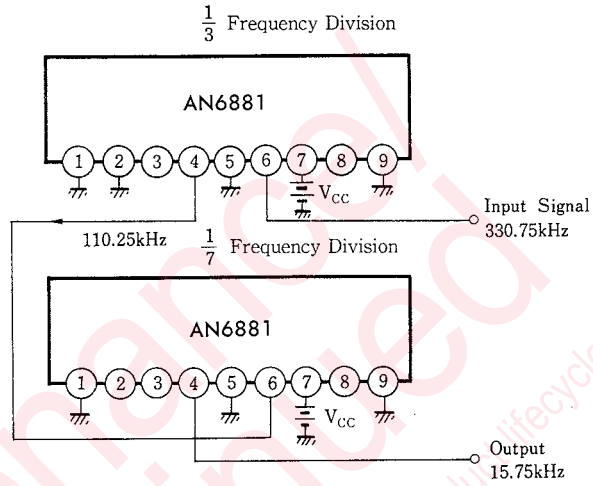 1/3 Frequency Division
AN6881
1 2 3 4 5 6 7 8 9
VCC
Input Signal
330.75kHz
110.25kHz
1/7 Frequency Division
AN6881
1 2 3 4 5 6 7 8 9
VCC
Output
15.75kHz